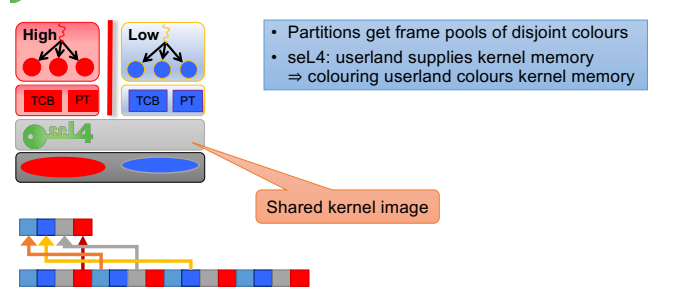 High
Low
• Partitions get frame pools of disjoint colours
• seL4: userland supplies kernel memory
⇒ colouring userland colours kernel memory
TCB PT
TCB PT
seL4
Shared kernel image